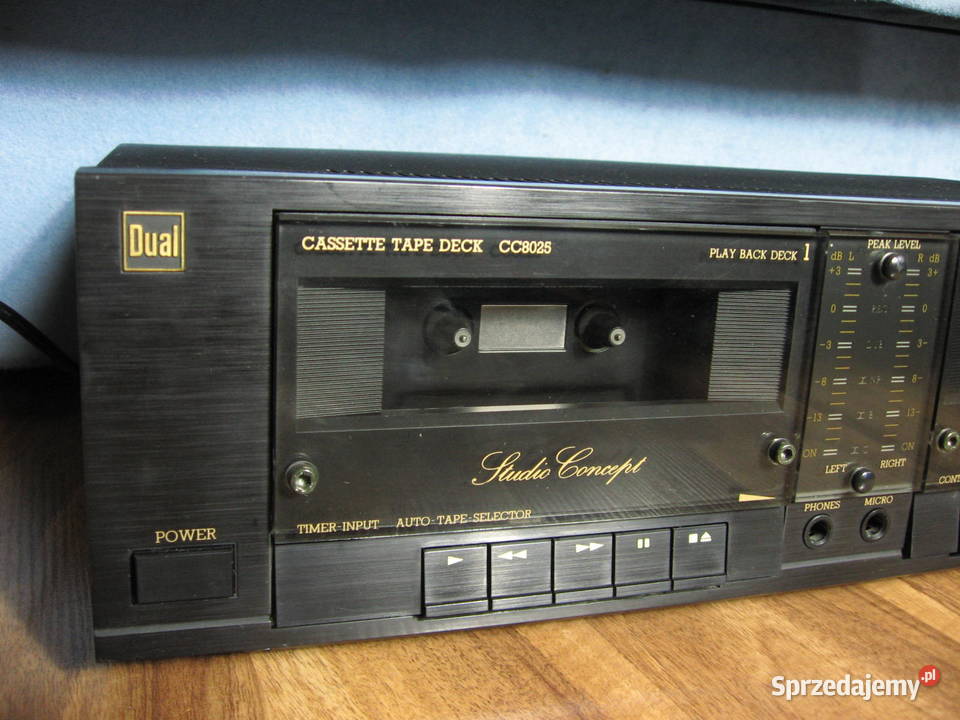 Dual
CASSETTE TAPE DECK CC8025
PLAY BACK DECK 1
PEAK LEVEL
dB L R dB
+3 3+
0 0
-3 3-
-8 8-
-13 13-
ON ON
LEFT RIGHT
Studio Concept
TIMER-INPUT AUTO-TAPE-SELECTOR
POWER
PHONES MICRO
Sprzedajemy.pl